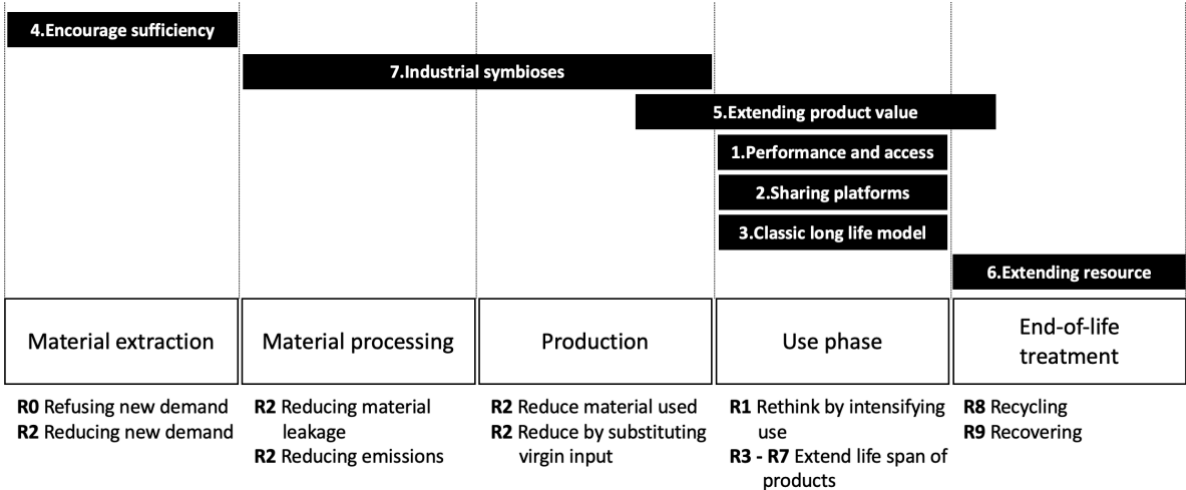 4.Encourage sufficiency
7.Industrial symbioses
5.Extending product value
1.Performance and access
2.Sharing platforms
3.Classic long life model
6.Extending resource
Material extraction
Material processing
Production
Use phase
End-of-life
treatment
R0 Refusing new demand
R2 Reducing new demand
R2 Reducing material
leakage
R2 Reducing emissions
R2 Reduce material used
R2 Reduce by substituting
virgin input
R1 Rethink by intensifying
use
R3 - R7 Extend life span of
products
R8 Recycling
R9 Recovering